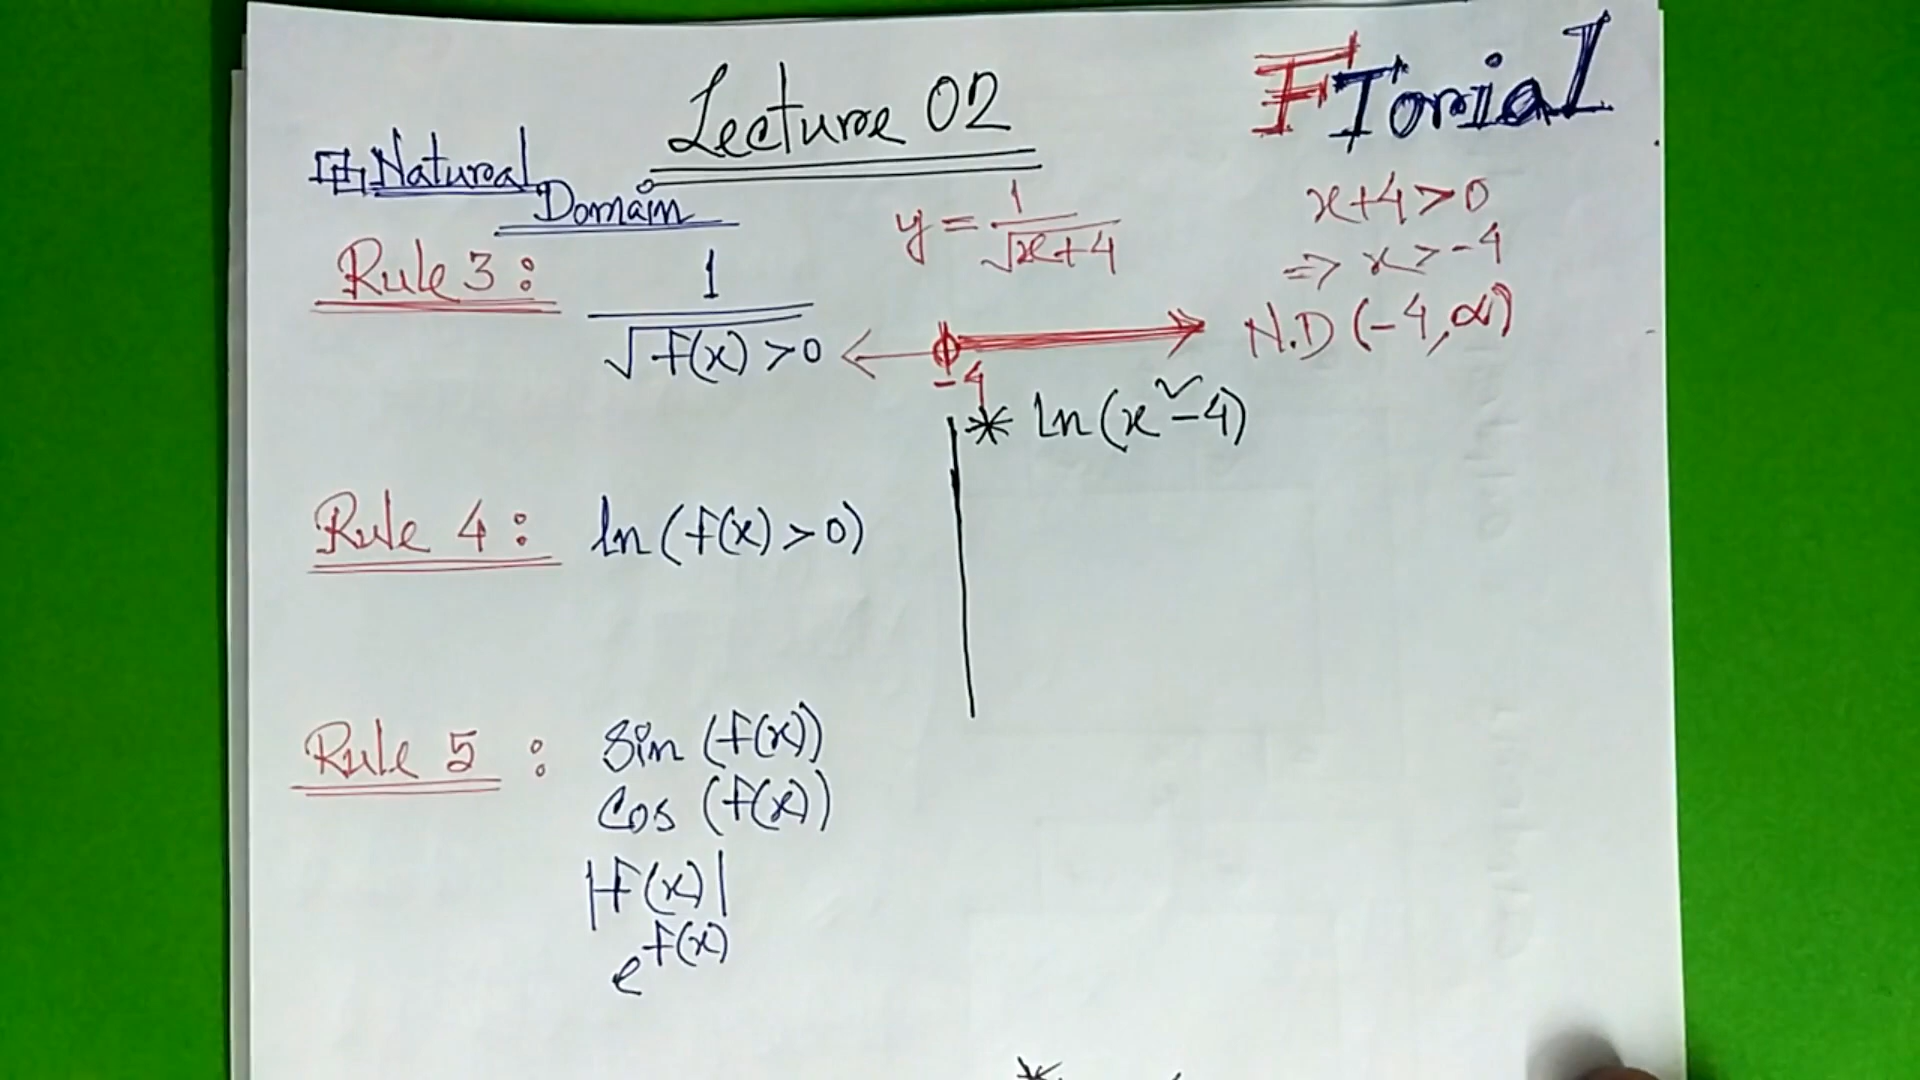 Lecture 02
FTorial
Natural
Domain
Rule 3: 1/√f(x) > 0
y = 1/√x+4
x+4 > 0
=> x > -4
N.D (-4, α)
-4
* ln(x²-4)
Rule 4: ln(f(x) > 0)
Rule 5: Sin (f(x))
Cos (f(x))
|f(x)|
e^f(x)
*